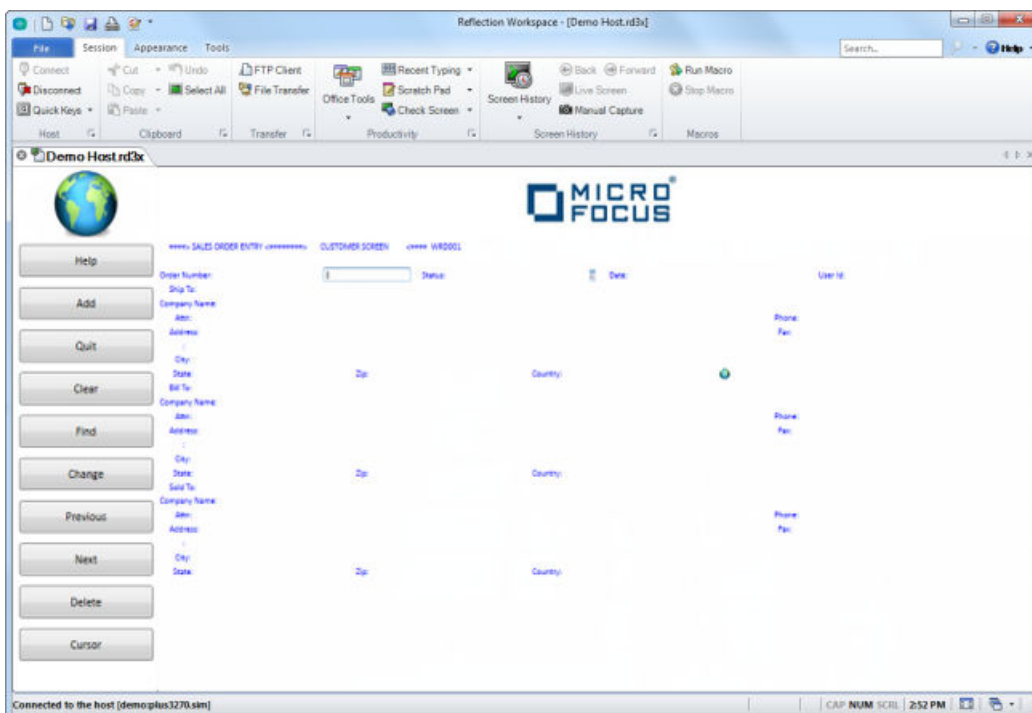 Reflection Workspace - [Demo Host.rd3x]
File Session Appearance Tools Search... Help
Connect Cut Undo FTP Client Recent Typing Back Forward Run Macro
Disconnect Copy Select All File Transfer Office Tools Scratch Pad Screen History Live Screen Stop Macro
Quick Keys Paste Check Screen Manual Capture
Host Clipboard Transfer Productivity Screen History Macros
Demo Host.rd3x
MICRO
FOCUS
SALES ORDER ENTRY CUSTOMER SCREEN WRD001
Help
Order Number: Status: Date: User Id:
Ship To:
Add
Company Name:
Attn: Phone:
Address: Fax:
Quit
:
City:
State: Zip: Country:
Clear
Bill To:
Company Name:
Attn: Phone:
Find
Address: Fax:
:
City:
Change
State: Zip: Country:
Sold To:
Company Name:
Previous
Attn: Phone:
Address: Fax:
:
Next
City:
State: Zip: Country:
Delete
Cursor
Connected to the host [demo:plus3270.sim] CAP NUM SCRL 2:52 PM